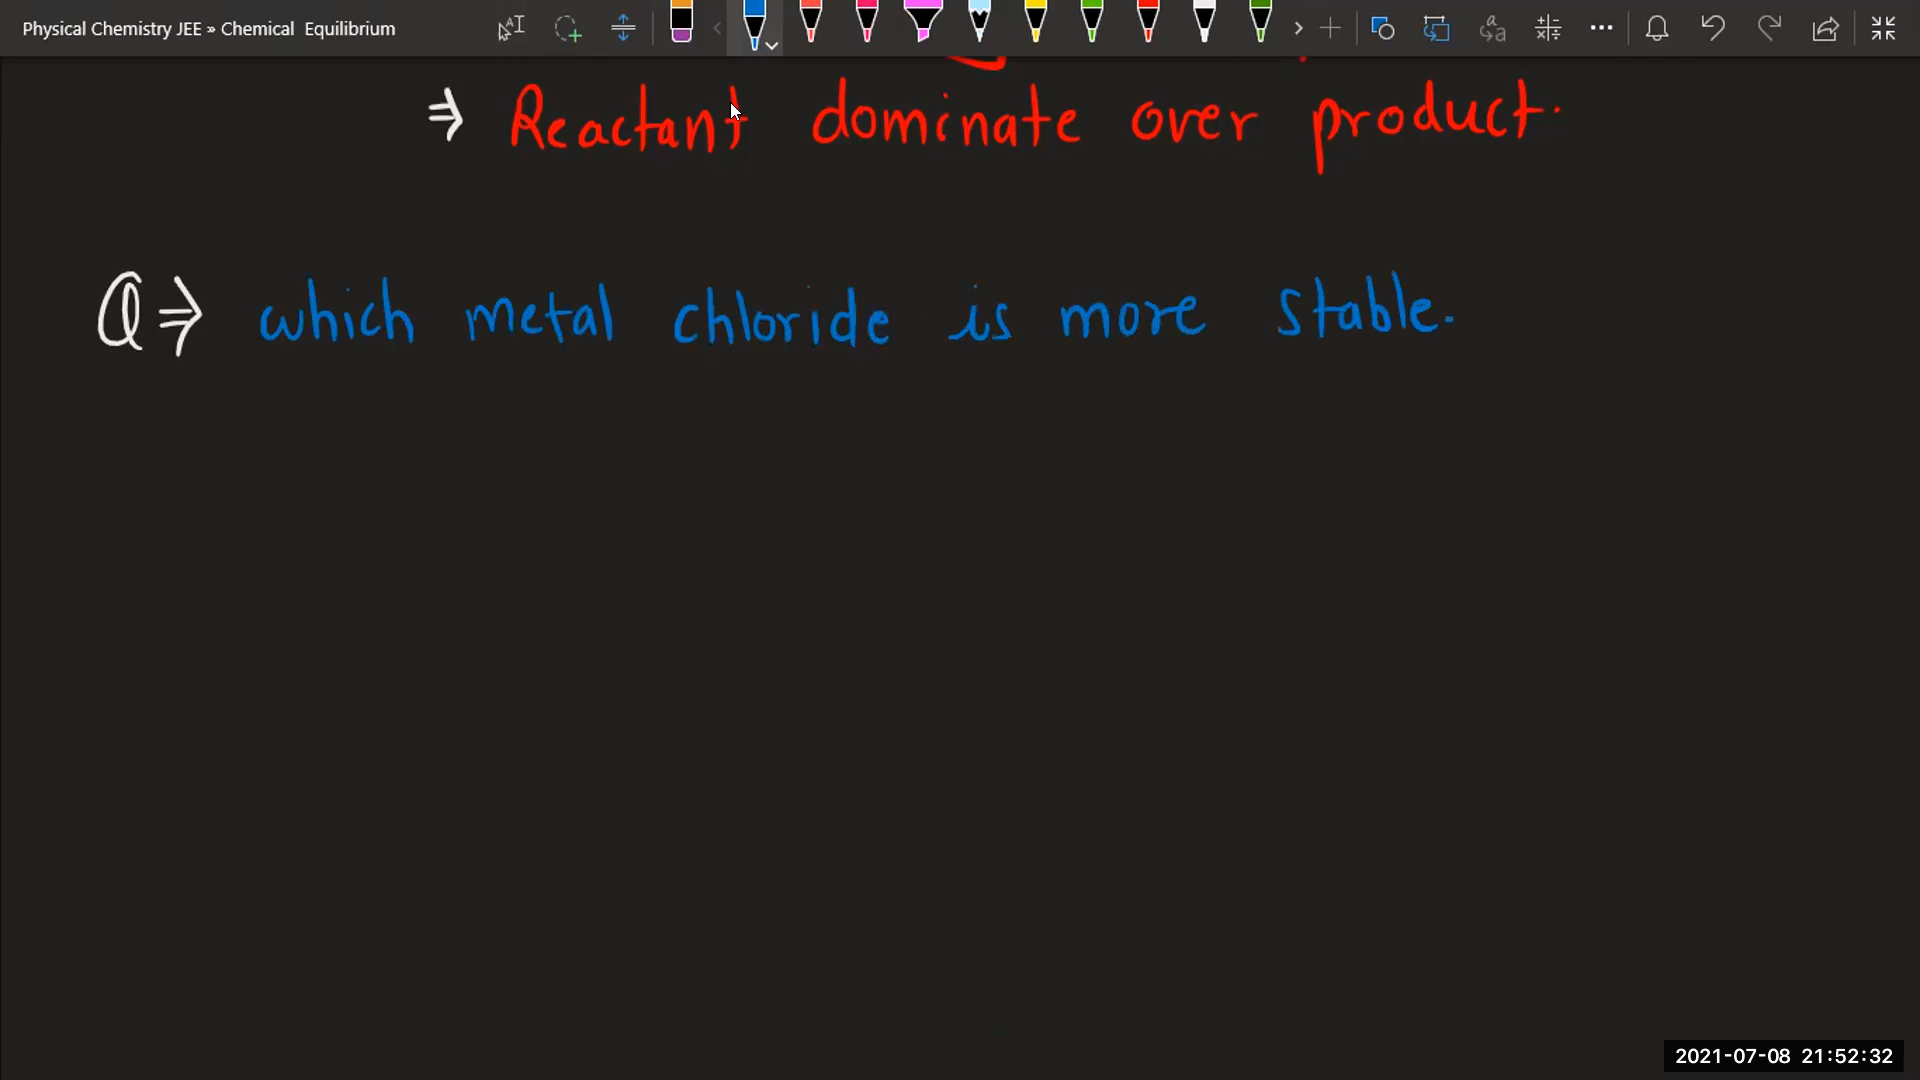 Physical Chemistry JEE » Chemical Equilibrium
⇒ Reactant dominate over product.
Q⇒ which metal chloride is more stable.
2021-07-08 21:52:32